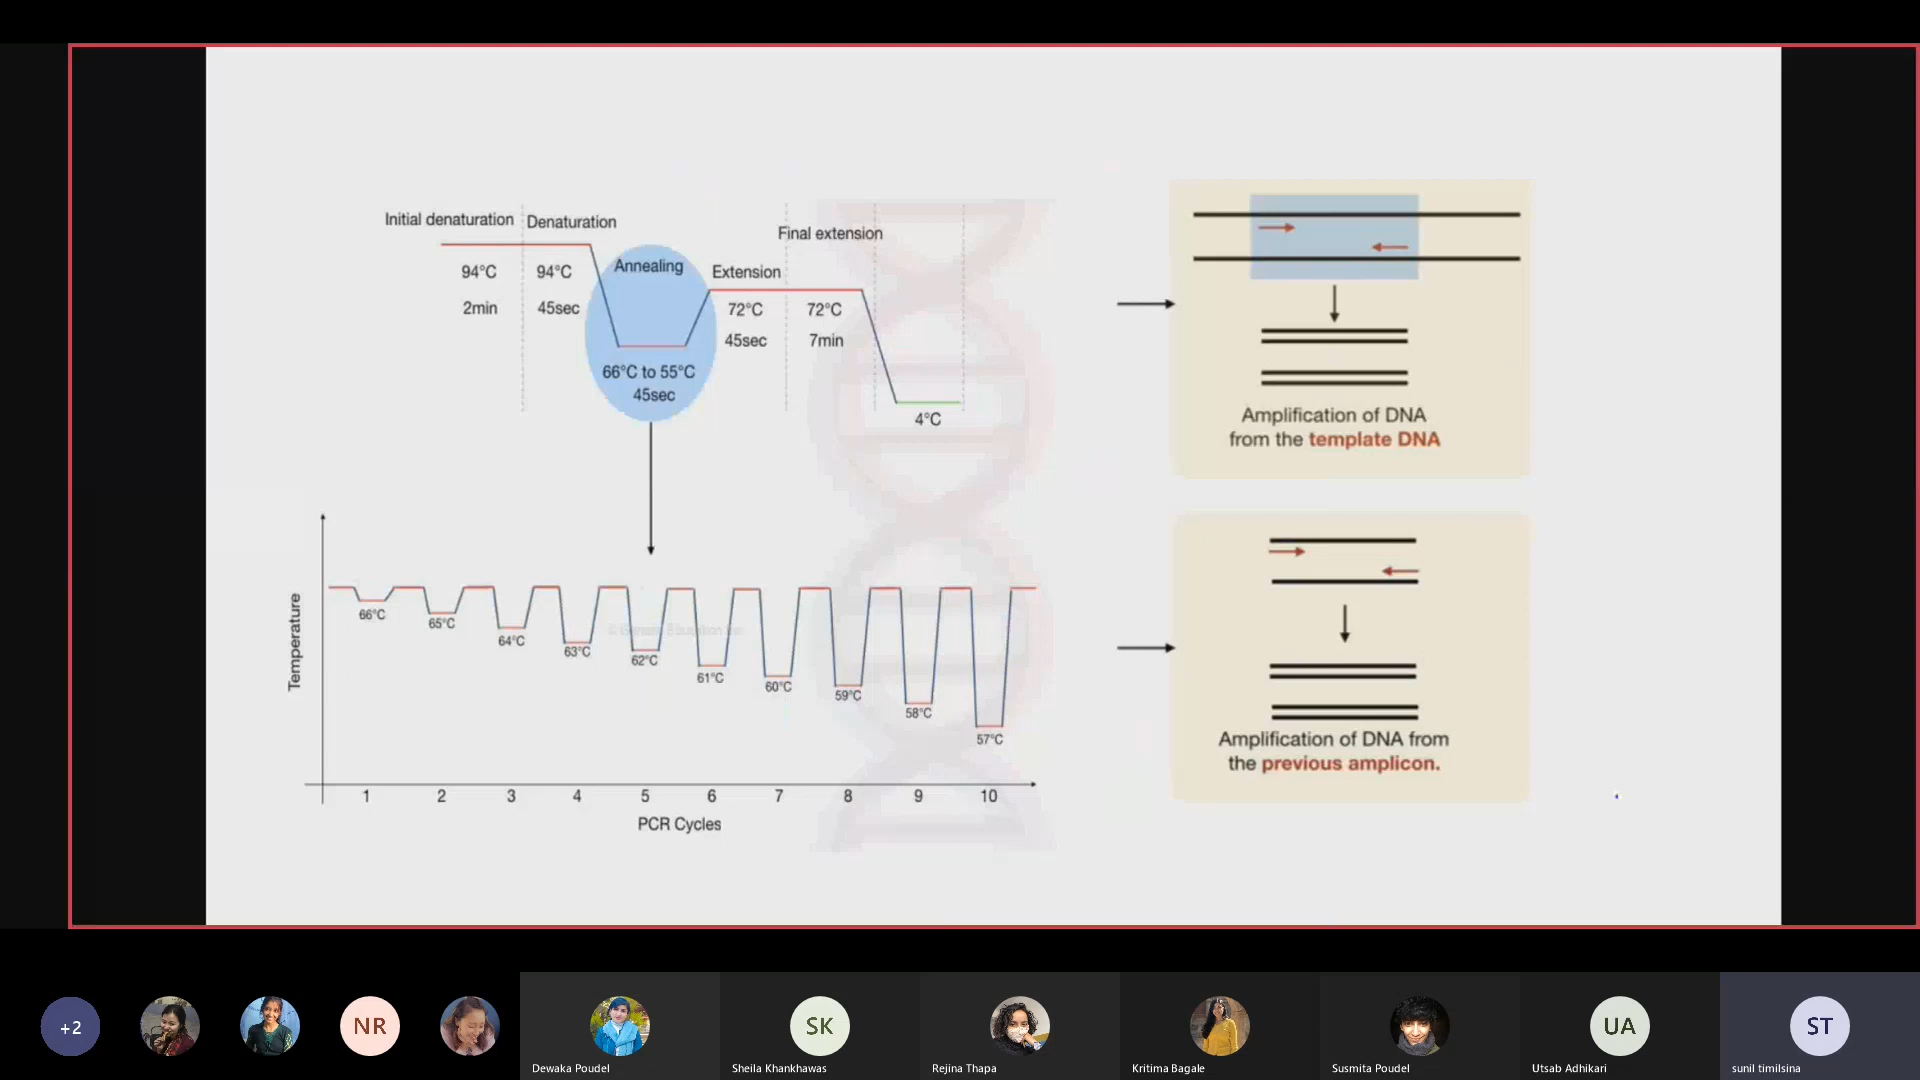 Initial denaturation
Denaturation
Final extension
Annealing
Extension
94°C
94°C
2min
45sec
72°C
72°C
45sec
7min
66°C to 55°C
45sec
4°C
Temperature
66°C
65°C
64°C
63°C
62°C
61°C
60°C
59°C
58°C
57°C
1 2 3 4 5 6 7 8 9 10
PCR Cycles
Amplification of DNA
from the template DNA
Amplification of DNA from
the previous amplicon.
+2
NR
SK
UA
ST
Dewaka Poudel
Sheila Khankhawas
Rejina Thapa
Kritima Bagale
Susmita Poudel
Utsab Adhikari
sunil timilsina